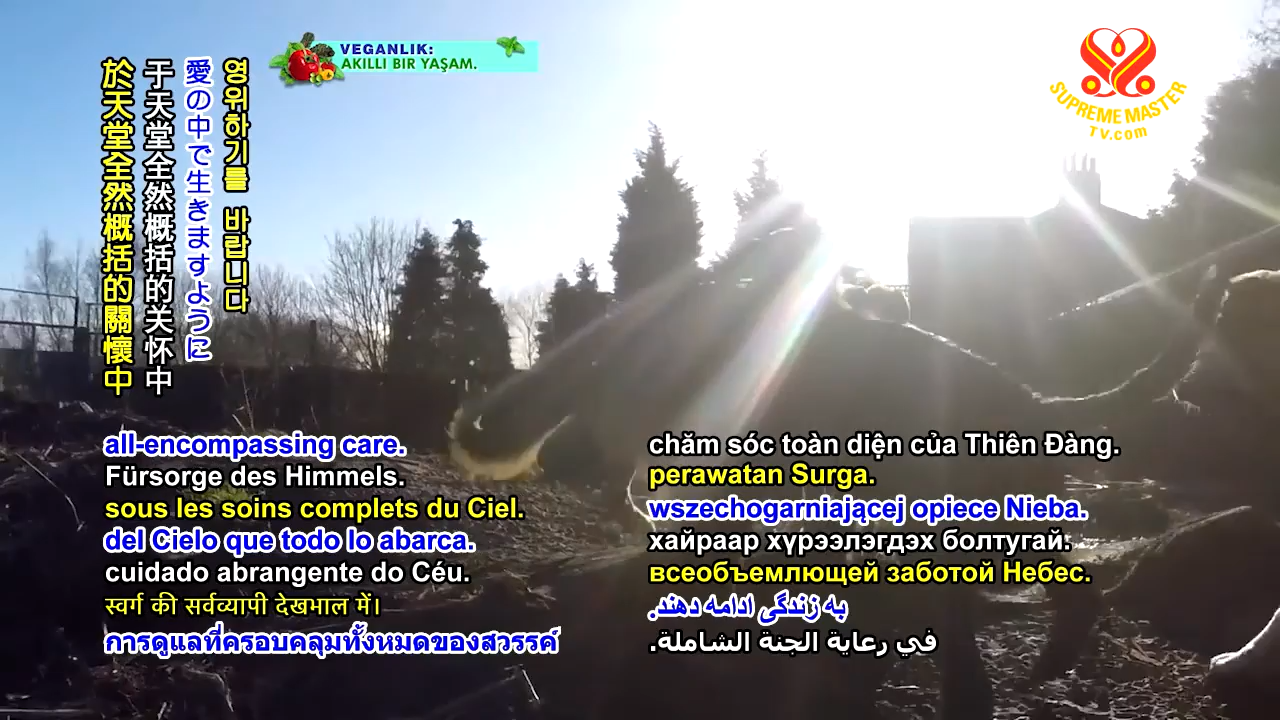 VEGANLIK:
AKILLI BIR YAŞAM.
SUPREME MASTER
TV.com
영위하기를 바랍니다
愛の中で生きますように
于天堂全然概括的关怀中
於天堂全然概括的關懷中
all-encompassing care.
Fürsorge des Himmels.
sous les soins complets du Ciel.
del Cielo que todo lo abarca.
cuidado abrangente do Céu.
स्वर्ग की सर्वव्यापी देखभाल में।
การดูแลที่ครอบคลุมทั้งหมดของสวรรค์
chăm sóc toàn diện của Thiên Đàng.
perawatan Surga.
wszechogarniającej opiece Nieba.
хайраар хүрээлэгдэх болтугай.
всеобъемлющей заботой Небес.
به زندگی ادامه دهند.
في رعاية الجنة الشاملة.